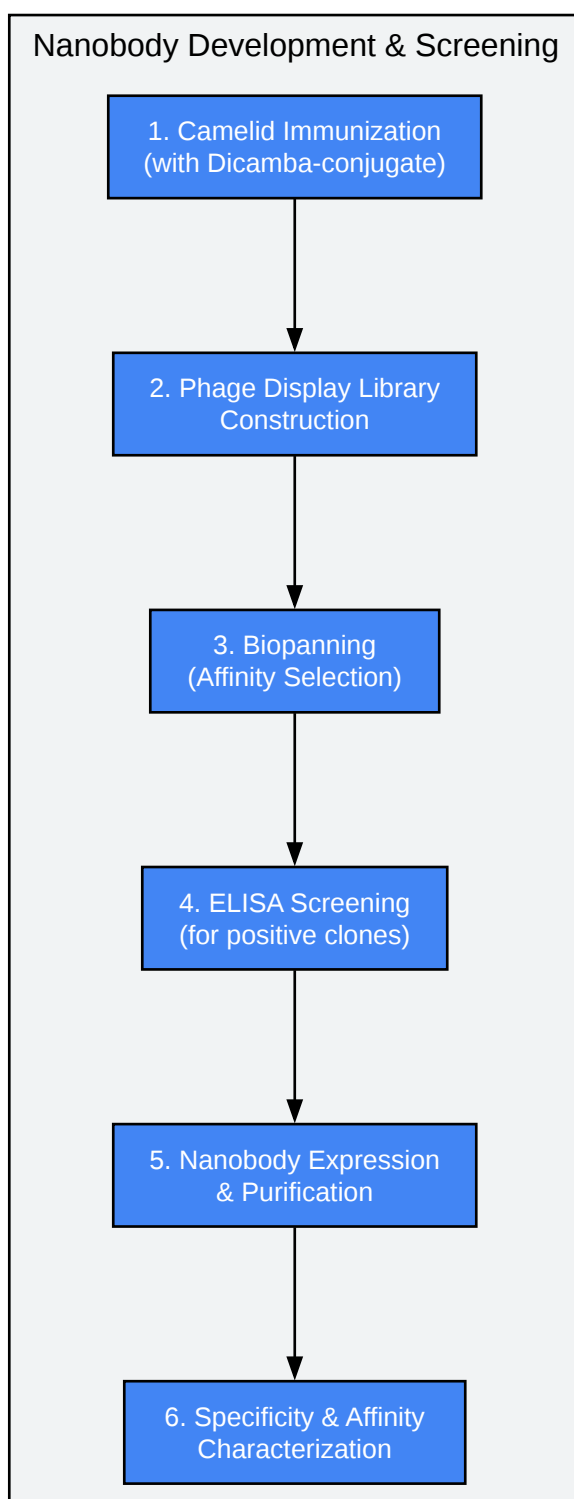 Nanobody Development & Screening
1. Camelid Immunization
(with Dicamba-conjugate)
2. Phage Display Library
Construction
3. Biopanning
(Affinity Selection)
4. ELISA Screening
(for positive clones)
5. Nanobody Expression
& Purification
6. Specificity & Affinity
Characterization